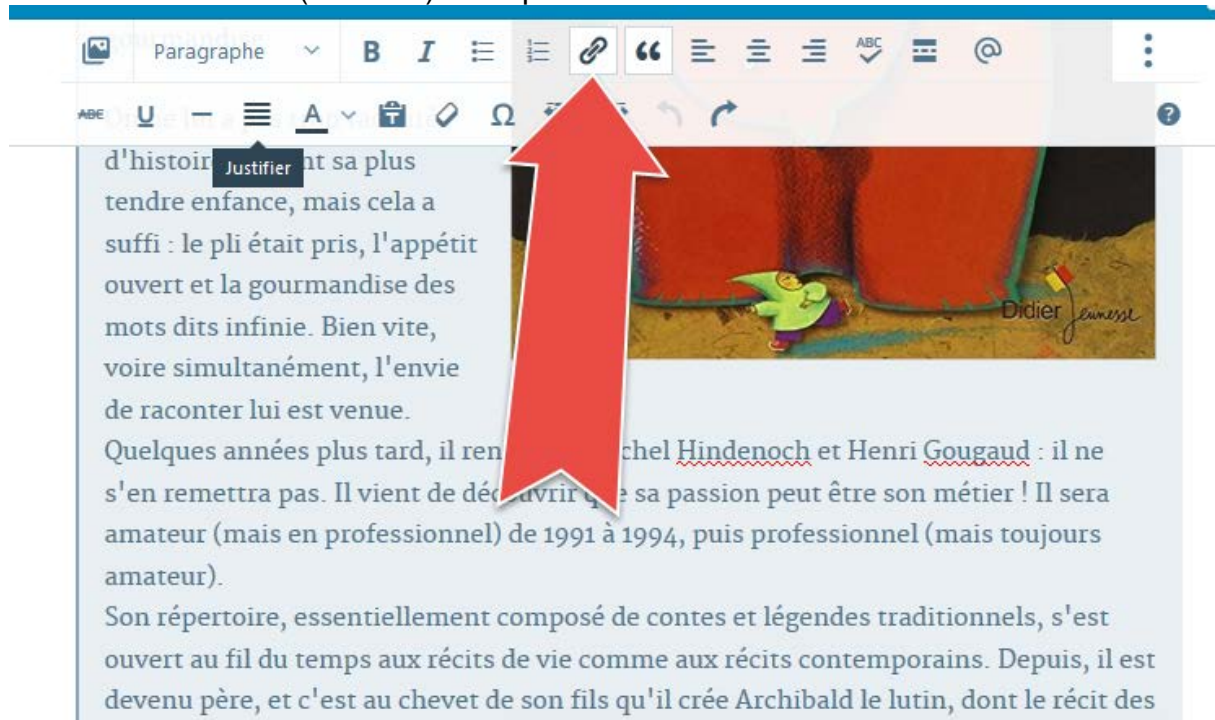 Paragraphe B I “ ABC @
ABE U A Ω
Justifier
d'histoir nt sa plus
tendre enfance, mais cela a
suffi : le pli était pris, l'appétit
ouvert et la gourmandise des
mots dits infinie. Bien vite,
voire simultanément, l'envie
de raconter lui est venue.
Didier Jeunesse
Quelques années plus tard, il ren chel Hindenoch et Henri Gougaud : il ne
s'en remettra pas. Il vient de découvrir que sa passion peut être son métier ! Il sera
amateur (mais en professionnel) de 1991 à 1994, puis professionnel (mais toujours
amateur).
Son répertoire, essentiellement composé de contes et légendes traditionnels, s'est
ouvert au fil du temps aux récits de vie comme aux récits contemporains. Depuis, il est
devenu père, et c'est au chevet de son fils qu'il crée Archibald le lutin, dont le récit des